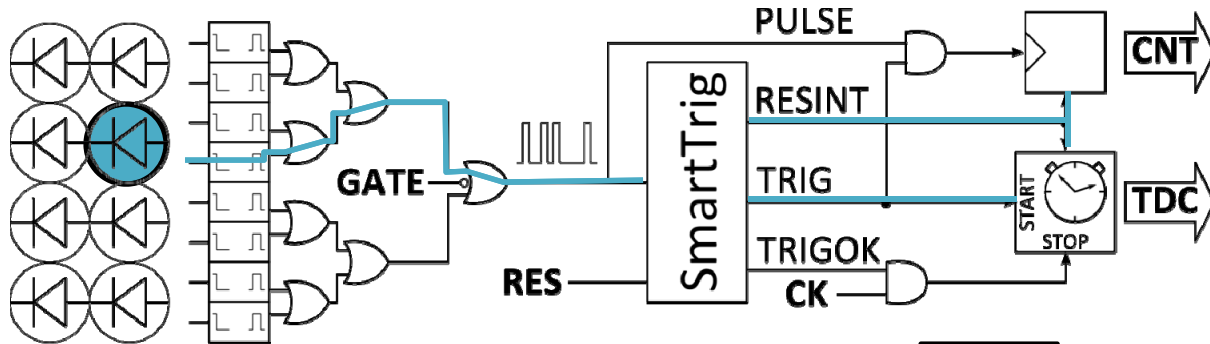 PULSE
CNT
RESINT
GATE
SmartTrig
TRIG
START
TDC
STOP
TRIGOK
RES
CK